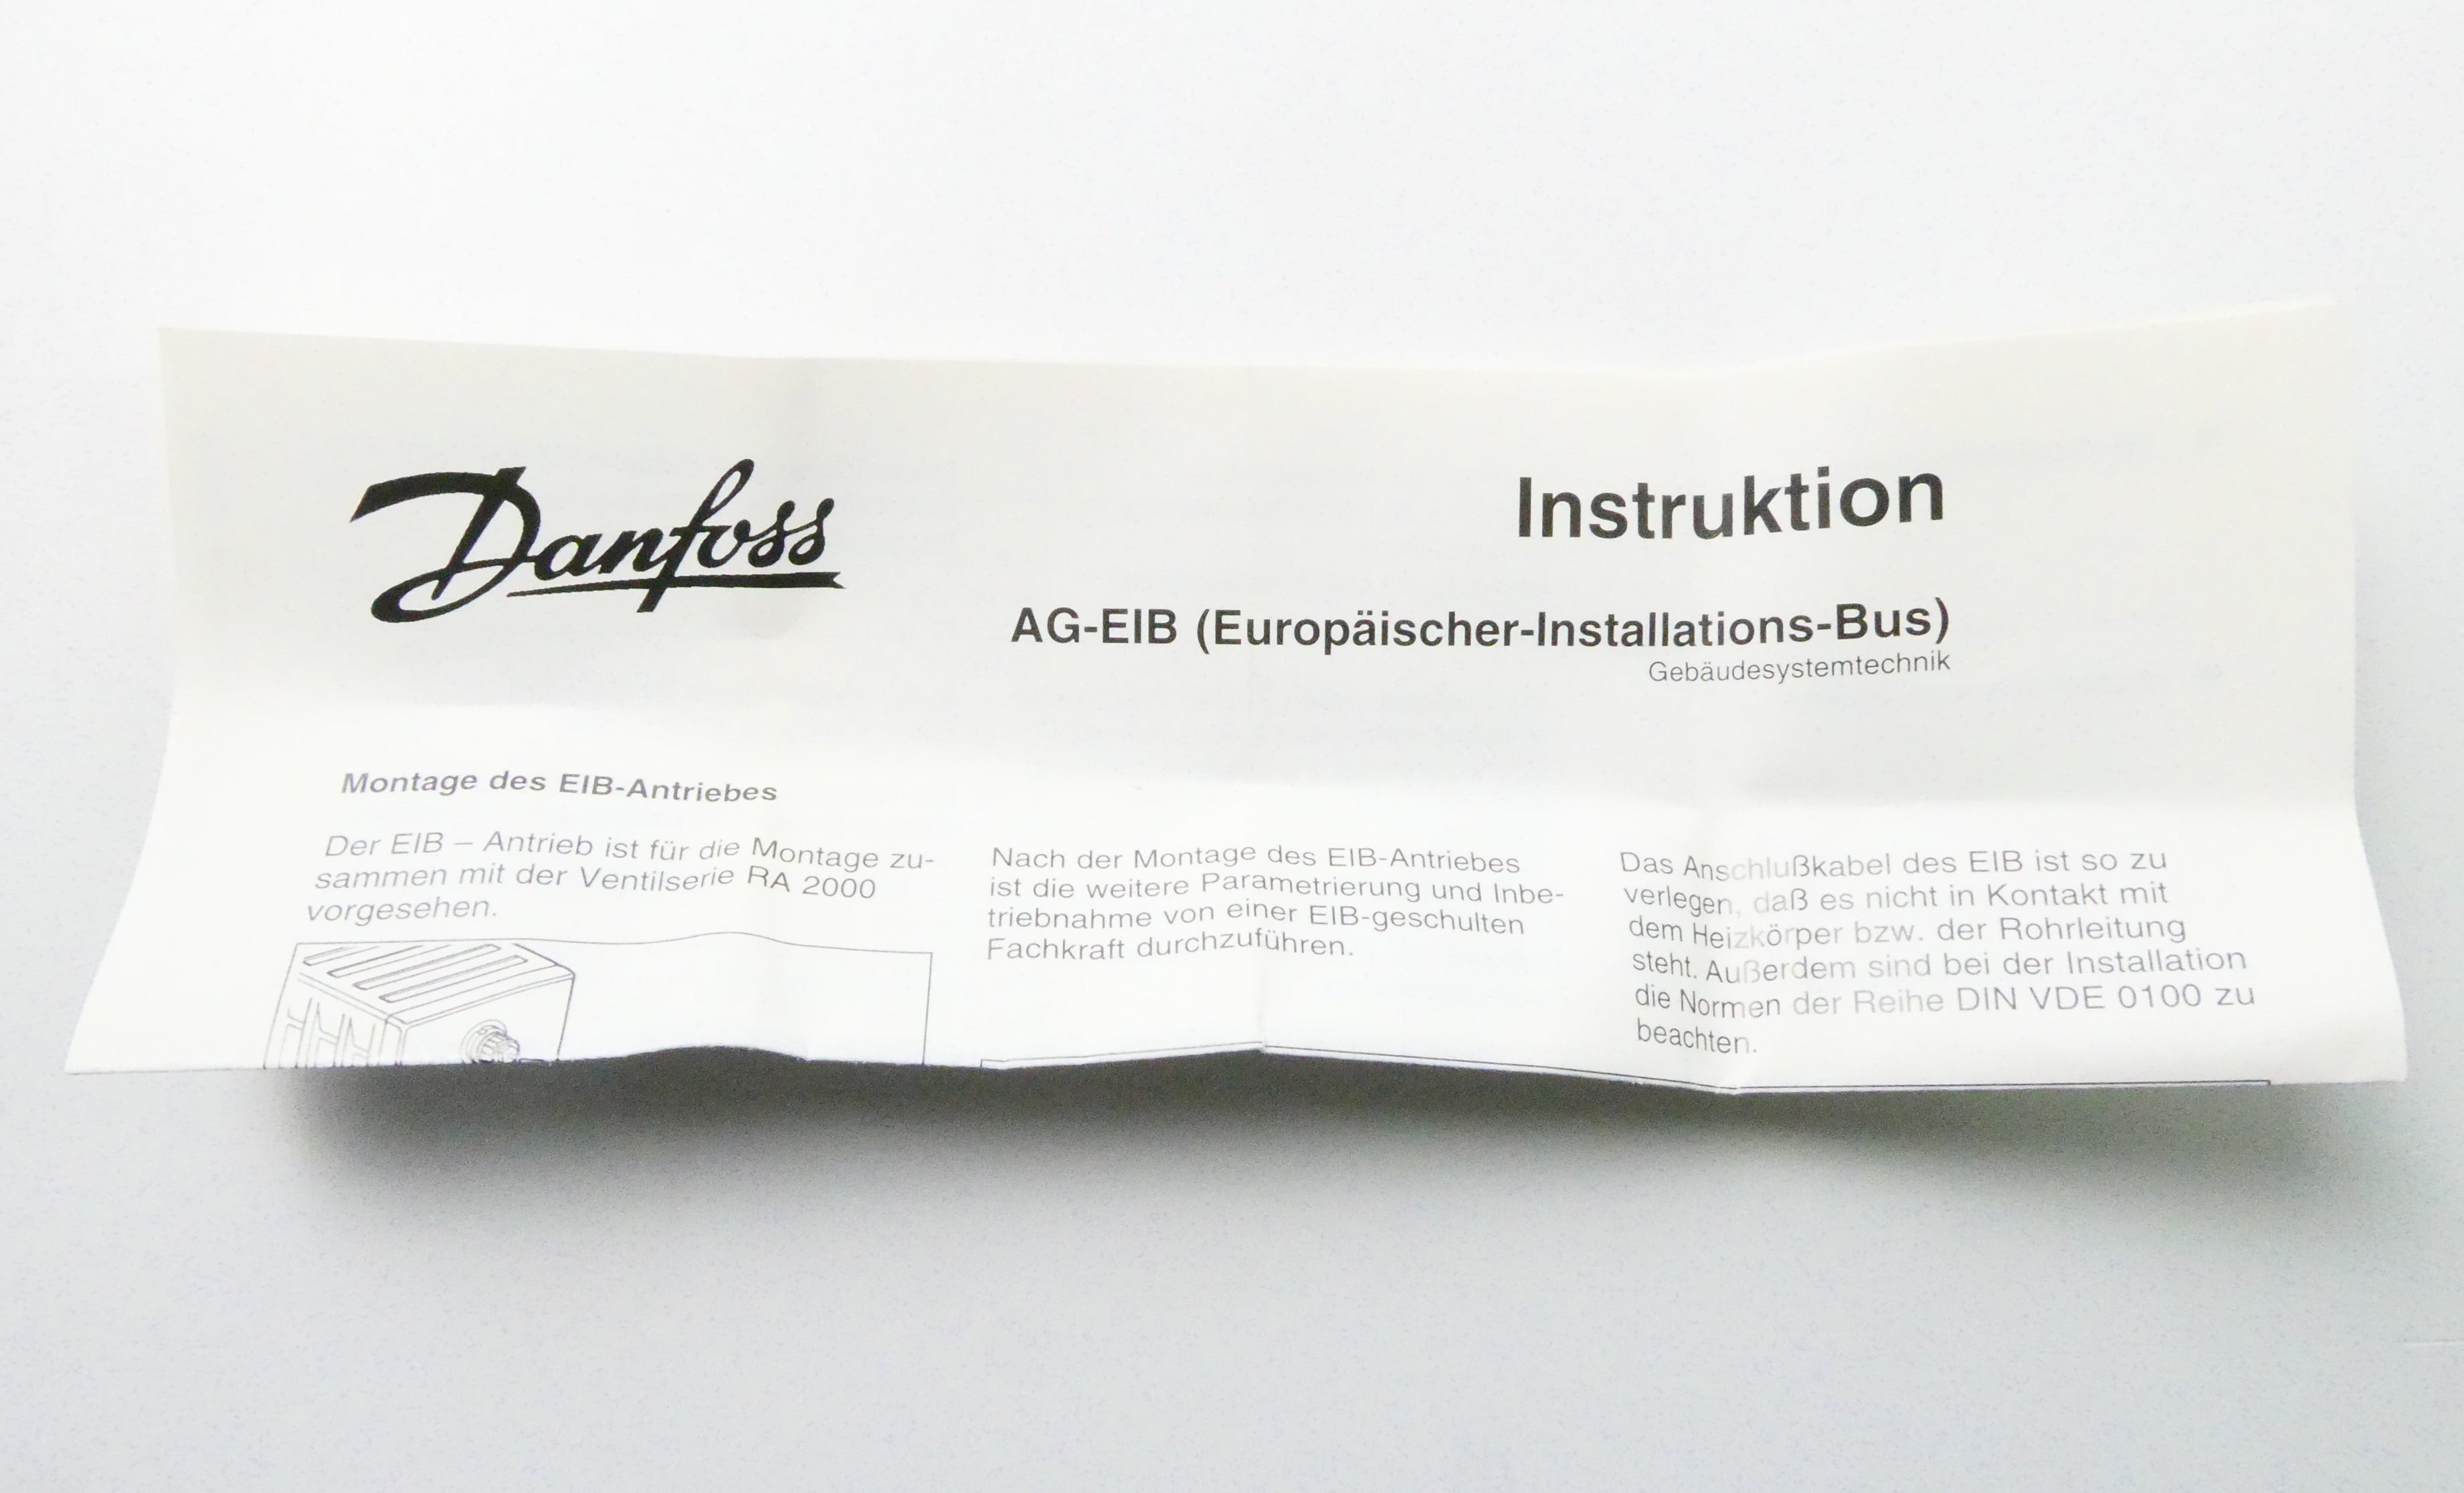 Danfoss
Instruktion
AG-EIB (Europäischer-Installations-Bus)
Gebäudesystemtechnik
Montage des EIB-Antriebes
Der EIB – Antrieb ist für die Montage zu-
sammen mit der Ventilserie RA 2000
vorgesehen.
Nach der Montage des EIB-Antriebes
ist die weitere Parametrierung und Inbe-
triebnahme von einer EIB-geschulten
Fachkraft durchzuführen.
Das Anschlußkabel des EIB ist so zu
verlegen, daß es nicht in Kontakt mit
dem Heizkörper bzw. der Rohrleitung
steht. Außerdem sind bei der Installation
die Normen der Reihe DIN VDE 0100 zu
beachten.